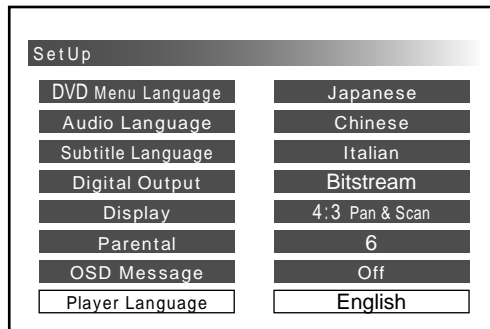 SetUp
DVD Menu Language Japanese
Audio Language Chinese
Subtitle Language Italian
Digital Output Bitstream
Display 4:3 Pan & Scan
Parental 6
OSD Message Off
Player Language English